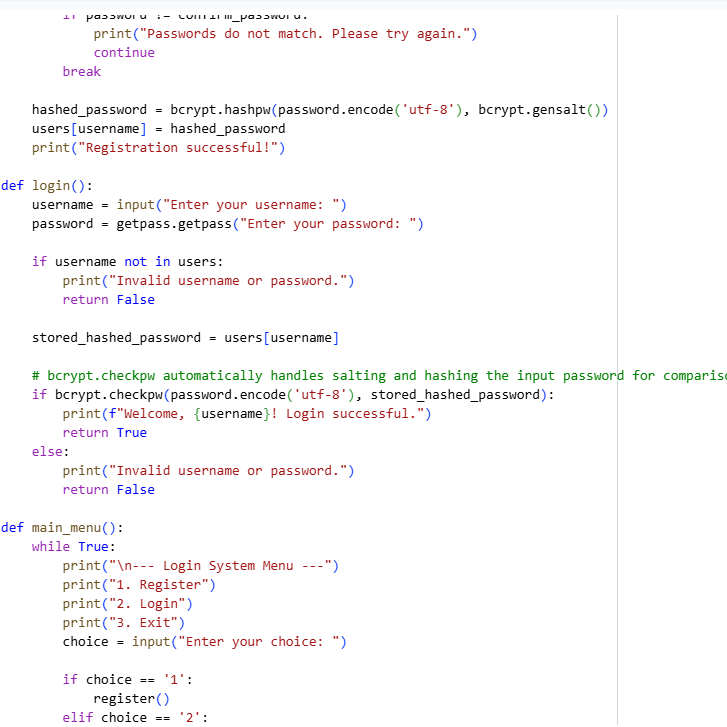 if password != confirm_password:
            print("Passwords do not match. Please try again.")
            continue
        break

    hashed_password = bcrypt.hashpw(password.encode('utf-8'), bcrypt.gensalt())
    users[username] = hashed_password
    print("Registration successful!")

def login():
    username = input("Enter your username: ")
    password = getpass.getpass("Enter your password: ")

    if username not in users:
        print("Invalid username or password.")
        return False

    stored_hashed_password = users[username]

    # bcrypt.checkpw automatically handles salting and hashing the input password for compariso
    if bcrypt.checkpw(password.encode('utf-8'), stored_hashed_password):
        print(f"Welcome, {username}! Login successful.")
        return True
    else:
        print("Invalid username or password.")
        return False

def main_menu():
    while True:
        print("\n--- Login System Menu ---")
        print("1. Register")
        print("2. Login")
        print("3. Exit")
        choice = input("Enter your choice: ")

        if choice == '1':
            register()
        elif choice == '2':